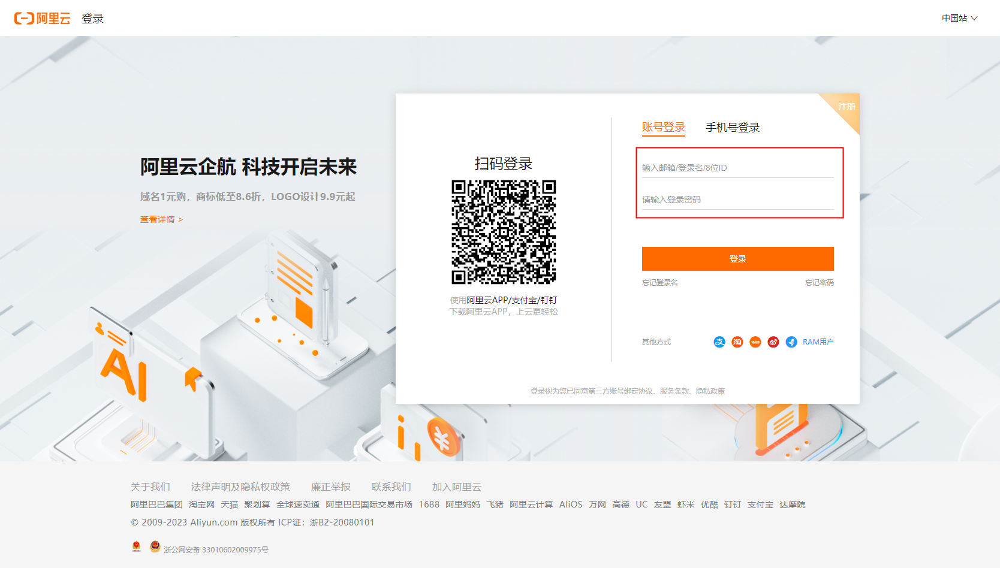 阿里云 登录
中国站
阿里云企航 科技开启未来
域名1元购，商标低至8.6折，LOGO设计9.9元起
查看详情 >
扫码登录
使用阿里云APP/支付宝/钉钉
下载阿里云APP，上云更轻松
注册
账号登录 手机号登录
输入邮箱/登录名/8位ID
请输入登录密码
登录
忘记登录名 忘记密码
其他方式 支 淘 1688 RAM用户
登录视为您已同意第三方账号绑定协议、服务条款、隐私政策
AI
关于我们 法律声明及隐私权政策 廉正举报 联系我们 加入阿里云
阿里巴巴集团 淘宝网 天猫 聚划算 全球速卖通 阿里巴巴国际交易市场 1688 阿里妈妈 飞猪 阿里云计算 AliOS 万网 高德 UC 友盟 虾米 优酷 钉钉 支付宝 达摩院
© 2009-2023 Aliyun.com 版权所有 ICP证：浙B2-20080101
浙公网安备 33010602009975号